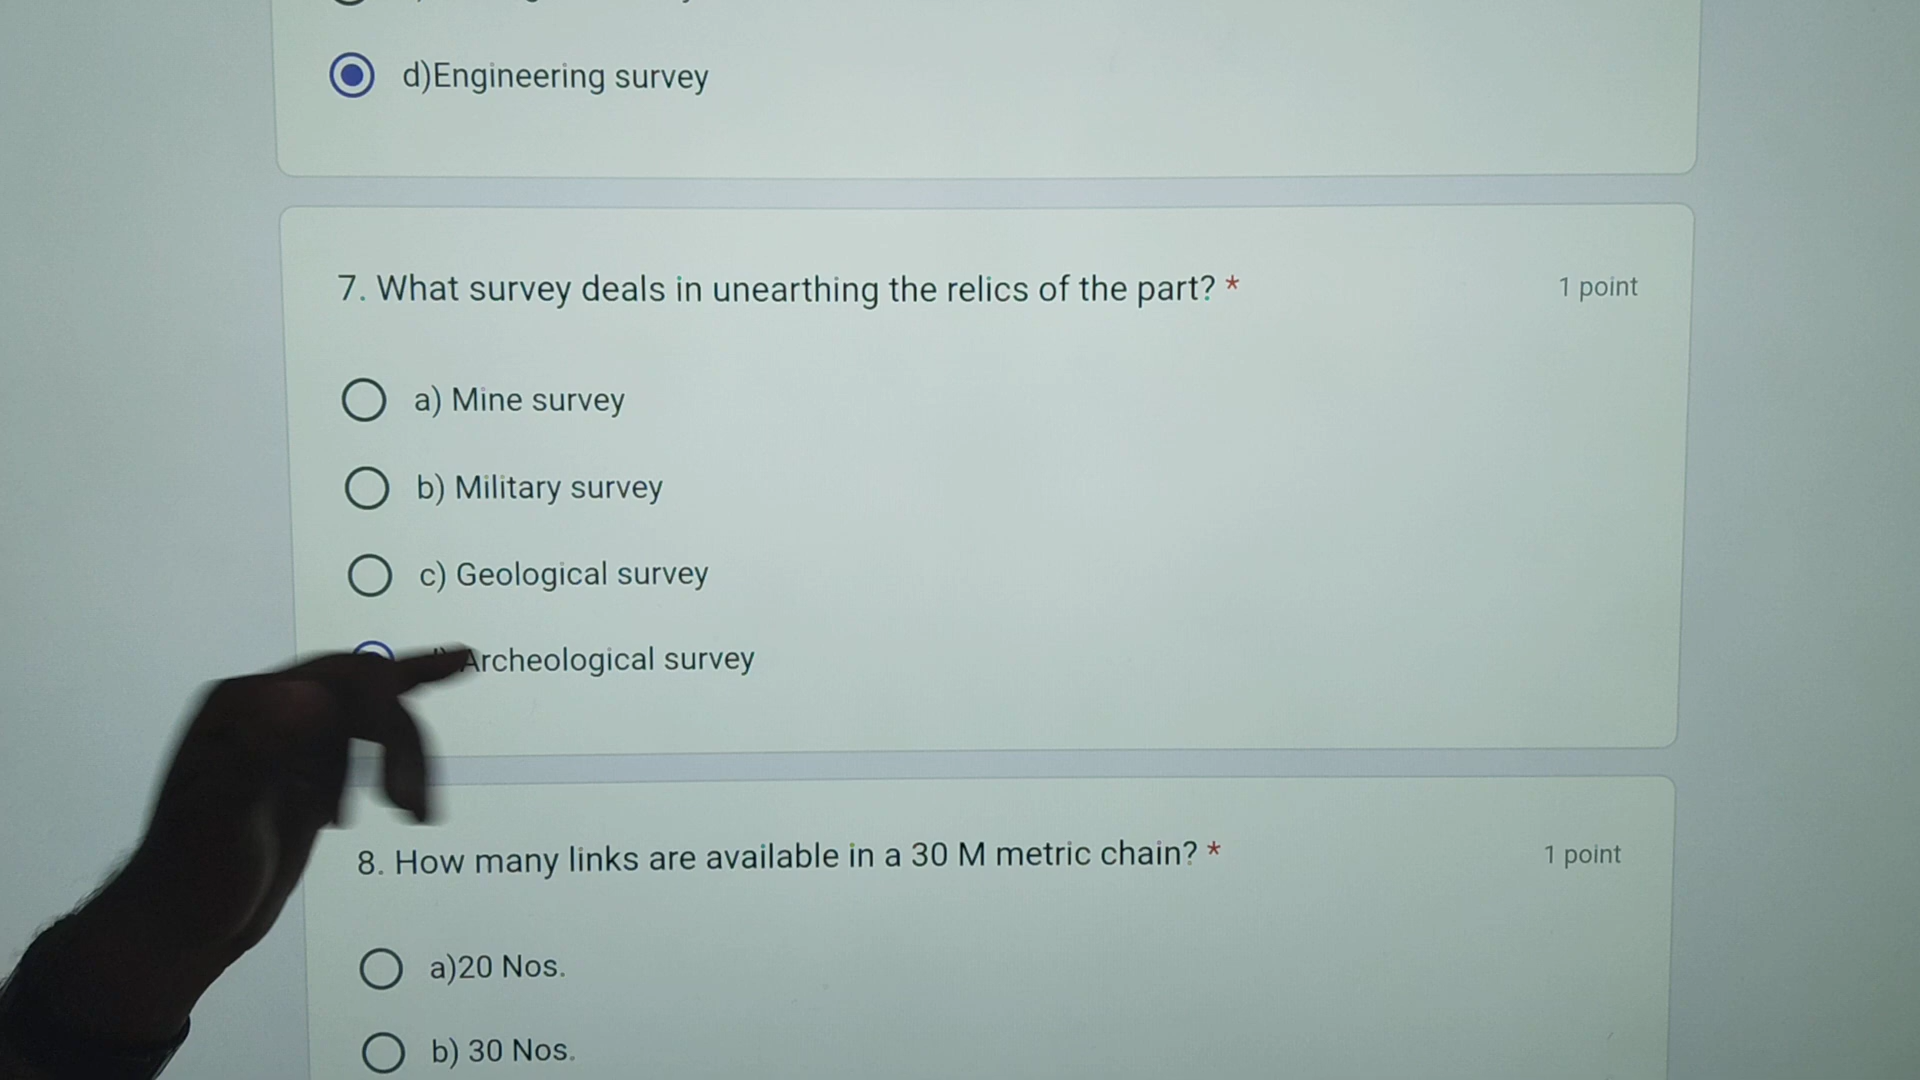 d)Engineering survey
7. What survey deals in unearthing the relics of the part? *
1 point
a) Mine survey
b) Military survey
c) Geological survey
Archeological survey
8. How many links are available in a 30 M metric chain? *
1 point
a)20 Nos.
b) 30 Nos.